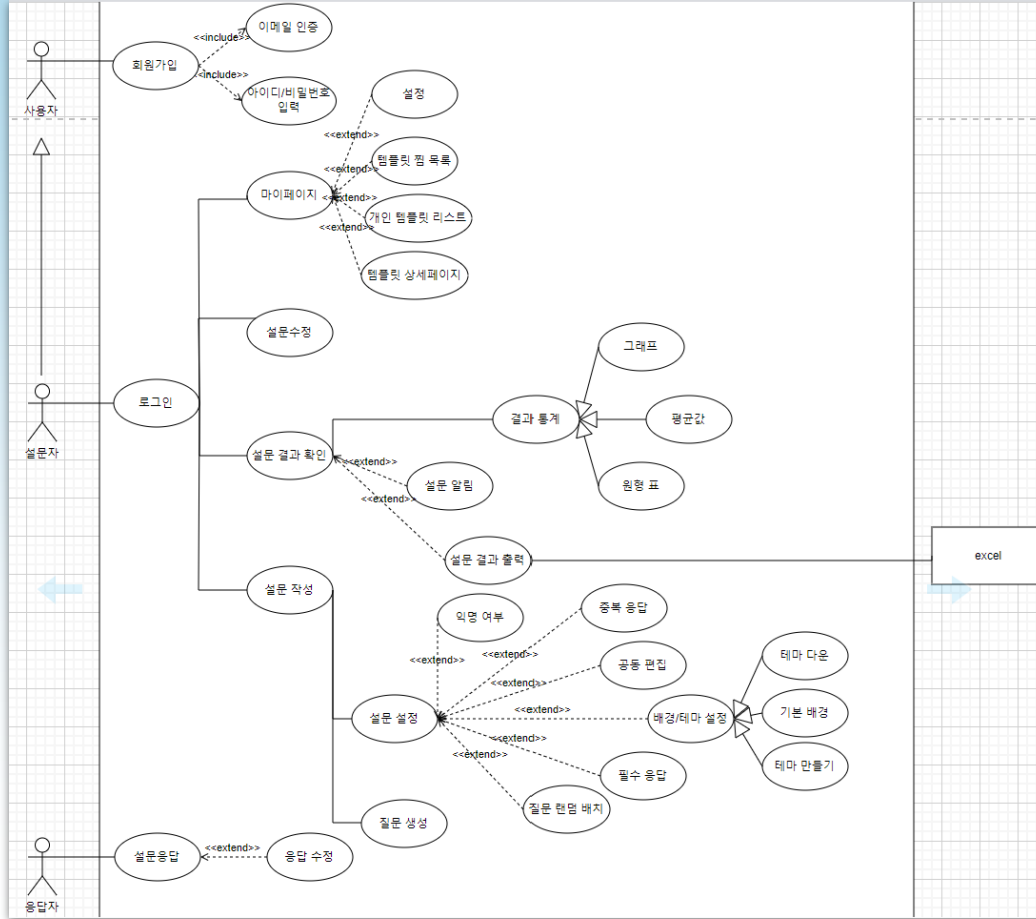 이메일 인증
<<include>>
회원가입
<<include>>
아이디/비밀번호
입력
사용자
설정
<<extend>>
템플릿 찜 목록
<<extend>>
마이페이지
<<extend>>
개인 템플릿 리스트
<<extend>>
템플릿 상세페이지
설문수정
그래프
로그인
결과 통계
평균값
설문자
설문 결과 확인
<<extend>>
설문 알림
원형 표
<<extend>>
설문 결과 출력
excel
설문 작성
익명 여부
중복 응답
<<extend>>
<<extend>>
공동 편집
테마 다운
<<extend>>
<<extend>>
설문 설정
배경/테마 설정
기본 배경
<<extend>>
<<extend>>
필수 응답
테마 만들기
질문 랜덤 배치
질문 생성
<<extend>>
설문응답
응답 수정
응답자